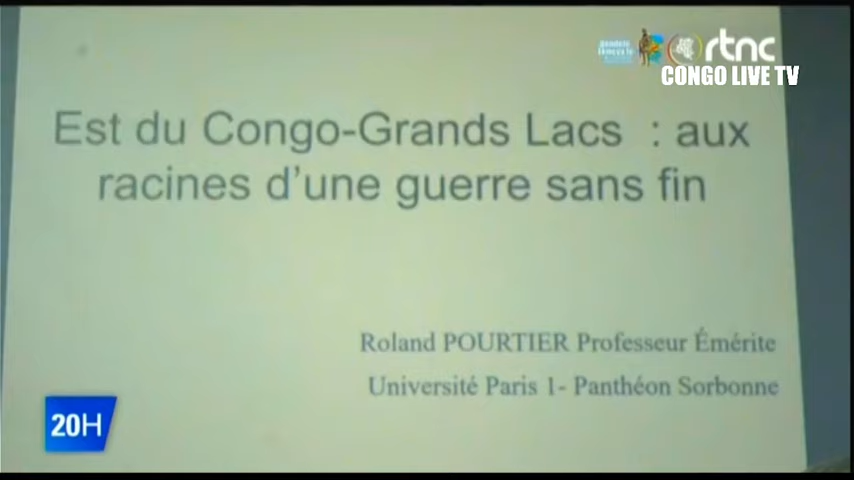 rtnc
CONGO LIVE TV
Est du Congo-Grands Lacs : aux
racines d'une guerre sans fin
Roland POURTIER Professeur Émérite
Université Paris 1- Panthéon Sorbonne
20H